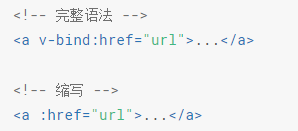 <!-- 完整语法 -->
<a v-bind:href="url">...</a>
<!-- 缩写 -->
<a :href="url">...</a>